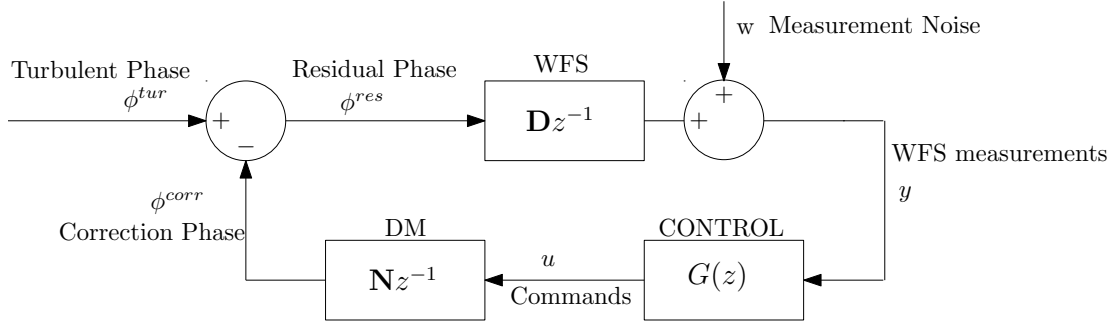 w Measurement Noise
Turbulent Phase
ϕ^{tur}
Residual Phase
ϕ^{res}
WFS
Dz^{-1}
+
−
+
+
WFS measurements
y
ϕ^{corr}
Correction Phase
DM
Nz^{-1}
u
Commands
CONTROL
G(z)